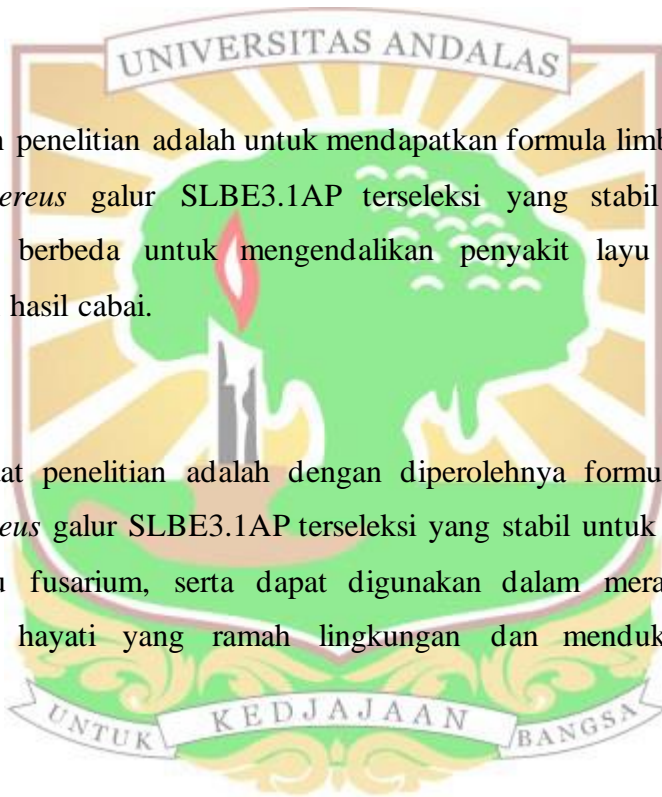 UNIVERSITAS ANDALAS
penelitian adalah untuk mendapatkan formula limb
ereus galur SLBE3.1AP terseleksi yang stabil
berbeda untuk mengendalikan penyakit layu
hasil cabai.
at penelitian adalah dengan diperolehnya formu
eus galur SLBE3.1AP terseleksi yang stabil untuk
u fusarium, serta dapat digunakan dalam mera
hayati yang ramah lingkungan dan menduk
UNTUK KEDJAJAAN BANGSA